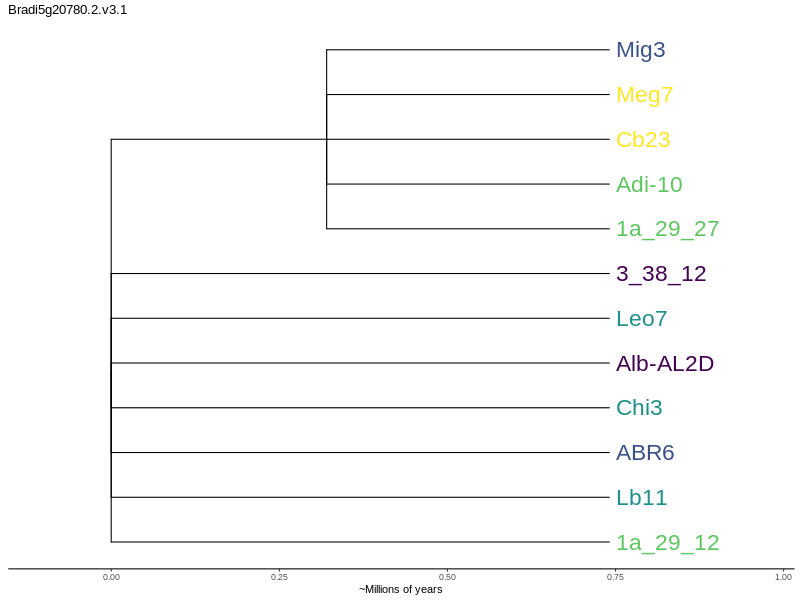 Bradi5g20780.2.v3.1
Mig3
Meg7
Cb23
Adi-10
1a_29_27
3_38_12
Leo7
Alb-AL2D
Chi3
ABR6
Lb11
1a_29_12
0.00 0.25 0.50 0.75 1.00
~Millions of years